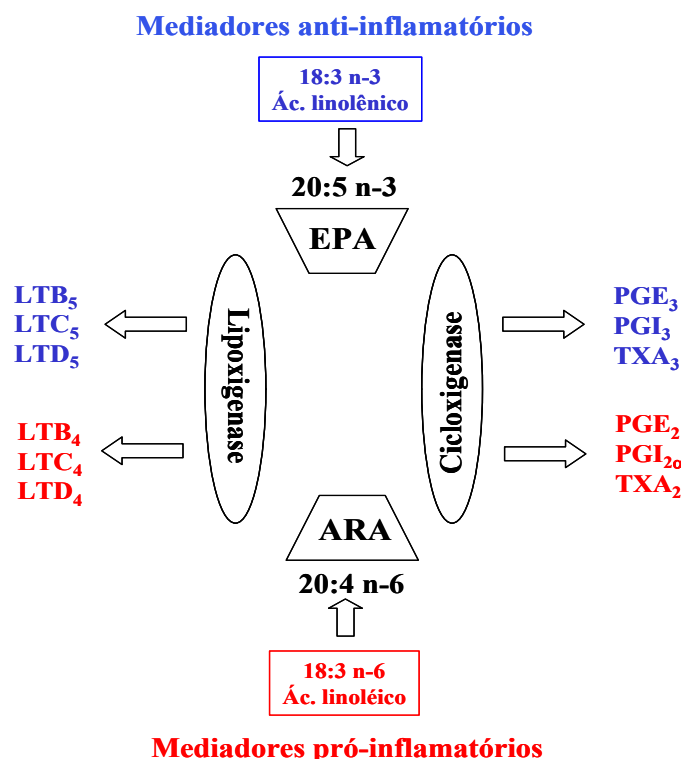 Mediadores anti-inflamatórios
18:3 n-3
Ác. linolênico
20:5 n-3
EPA
Lipoxigenase
Cicloxigenase
LTB5
LTC5
LTD5
PGE3
PGI3
TXA3
LTB4
LTC4
LTD4
PGE2
PGI2α
TXA2
ARA
20:4 n-6
18:3 n-6
Ác. linoléico
Mediadores pró-inflamatórios